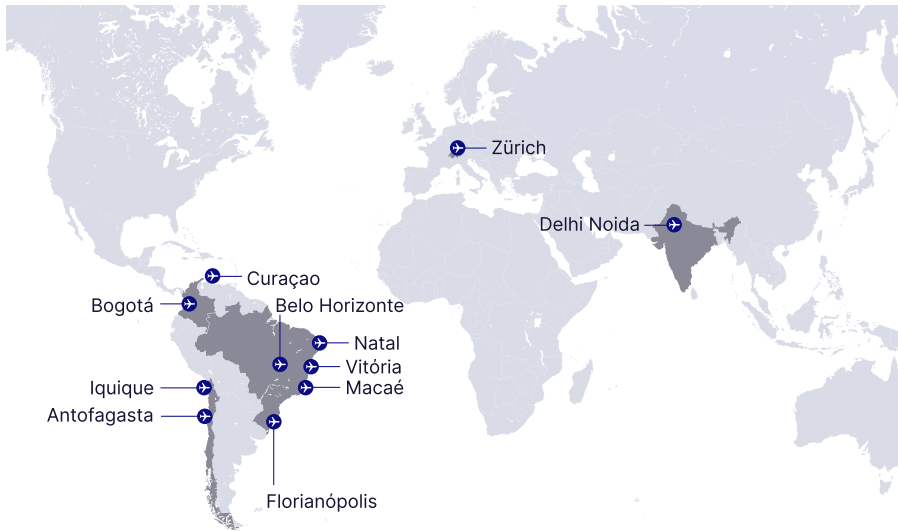 Zürich
Delhi Noida
Curaçao
Bogotá
Belo Horizonte
Natal
Vitória
Iquique
Macaé
Antofagasta
Florianópolis